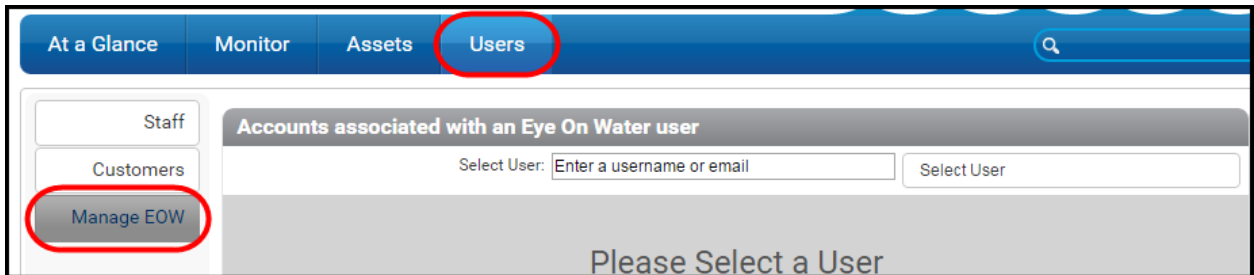 At a Glance Monitor Assets Users
Staff
Customers
Manage EOW
Accounts associated with an Eye On Water user
Select User: Enter a username or email Select User
Please Select a User